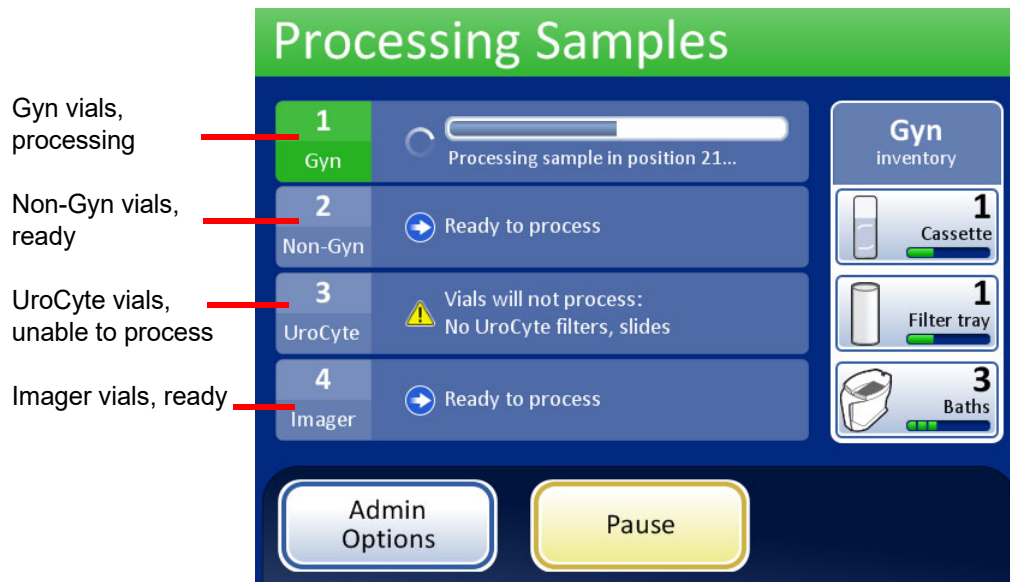 Processing Samples
Gyn vials,
processing
1
Gyn
Processing sample in position 21...
Non-Gyn vials,
ready
2
Non-Gyn
Ready to process
UroCyte vials,
unable to process
3
UroCyte
Vials will not process:
No UroCyte filters, slides
Imager vials, ready
4
Imager
Ready to process
Gyn
inventory
1
Cassette
1
Filter tray
3
Baths
Admin
Options
Pause